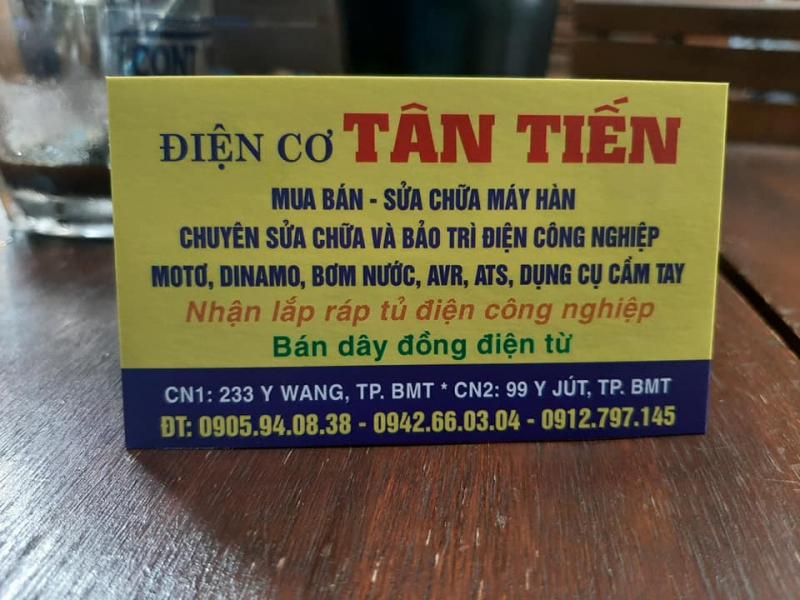 CONT
ĐIỆN CƠ TÂN TIẾN
MUA BÁN - SỬA CHỮA MÁY HÀN
CHUYÊN SỬA CHỮA VÀ BẢO TRÌ ĐIỆN CÔNG NGHIỆP
MOTƠ, DINAMO, BƠM NƯỚC, AVR, ATS, DỤNG CỤ CẦM TAY
Nhận lắp ráp tủ điện công nghiệp
Bán dây đồng điện từ
CN1: 233 Y WANG, TP. BMT * CN2: 99 Y JÚT, TP. BMT
ĐT: 0905.94.08.38 - 0942.66.03.04 - 0912.797.145